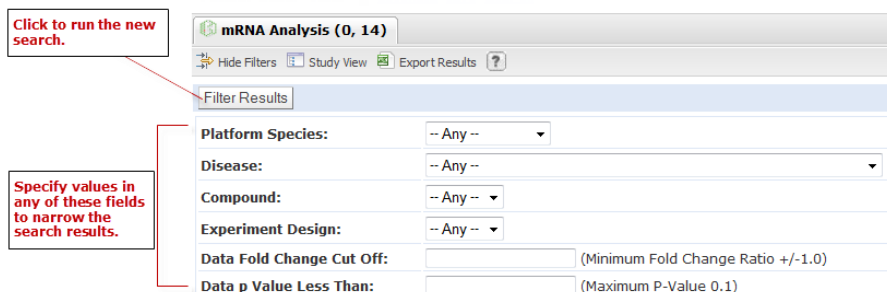 Click to run the new
search.
mRNA Analysis (0, 14)
Hide Filters Study View Export Results ?
Filter Results
Platform Species: -- Any --
Disease: -- Any --
Specify values in
any of these fields
to narrow the
search results.
Compound: -- Any --
Experiment Design: -- Any --
Data Fold Change Cut Off: (Minimum Fold Change Ratio +/-1.0)
Data p Value Less Than: (Maximum P-Value 0.1)